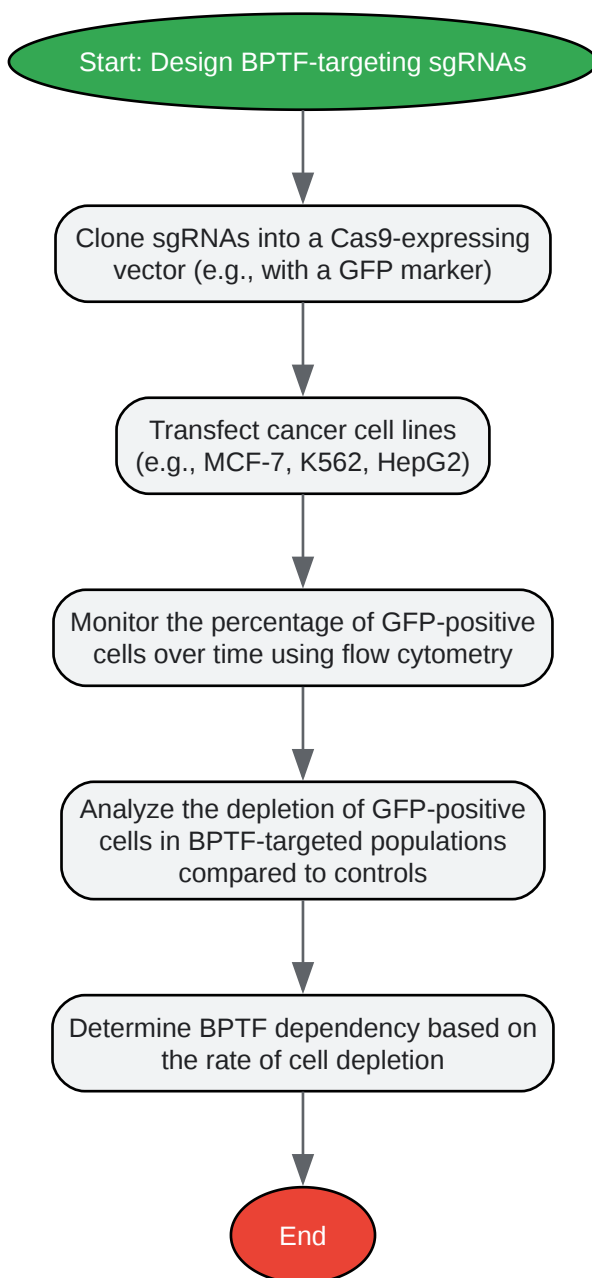 Start: Design BPTF-targeting sgRNAs
Clone sgRNAs into a Cas9-expressing
vector (e.g., with a GFP marker)
Transfect cancer cell lines
(e.g., MCF-7, K562, HepG2)
Monitor the percentage of GFP-positive
cells over time using flow cytometry
Analyze the depletion of GFP-positive
cells in BPTF-targeted populations
compared to controls
Determine BPTF dependency based on
the rate of cell depletion
End